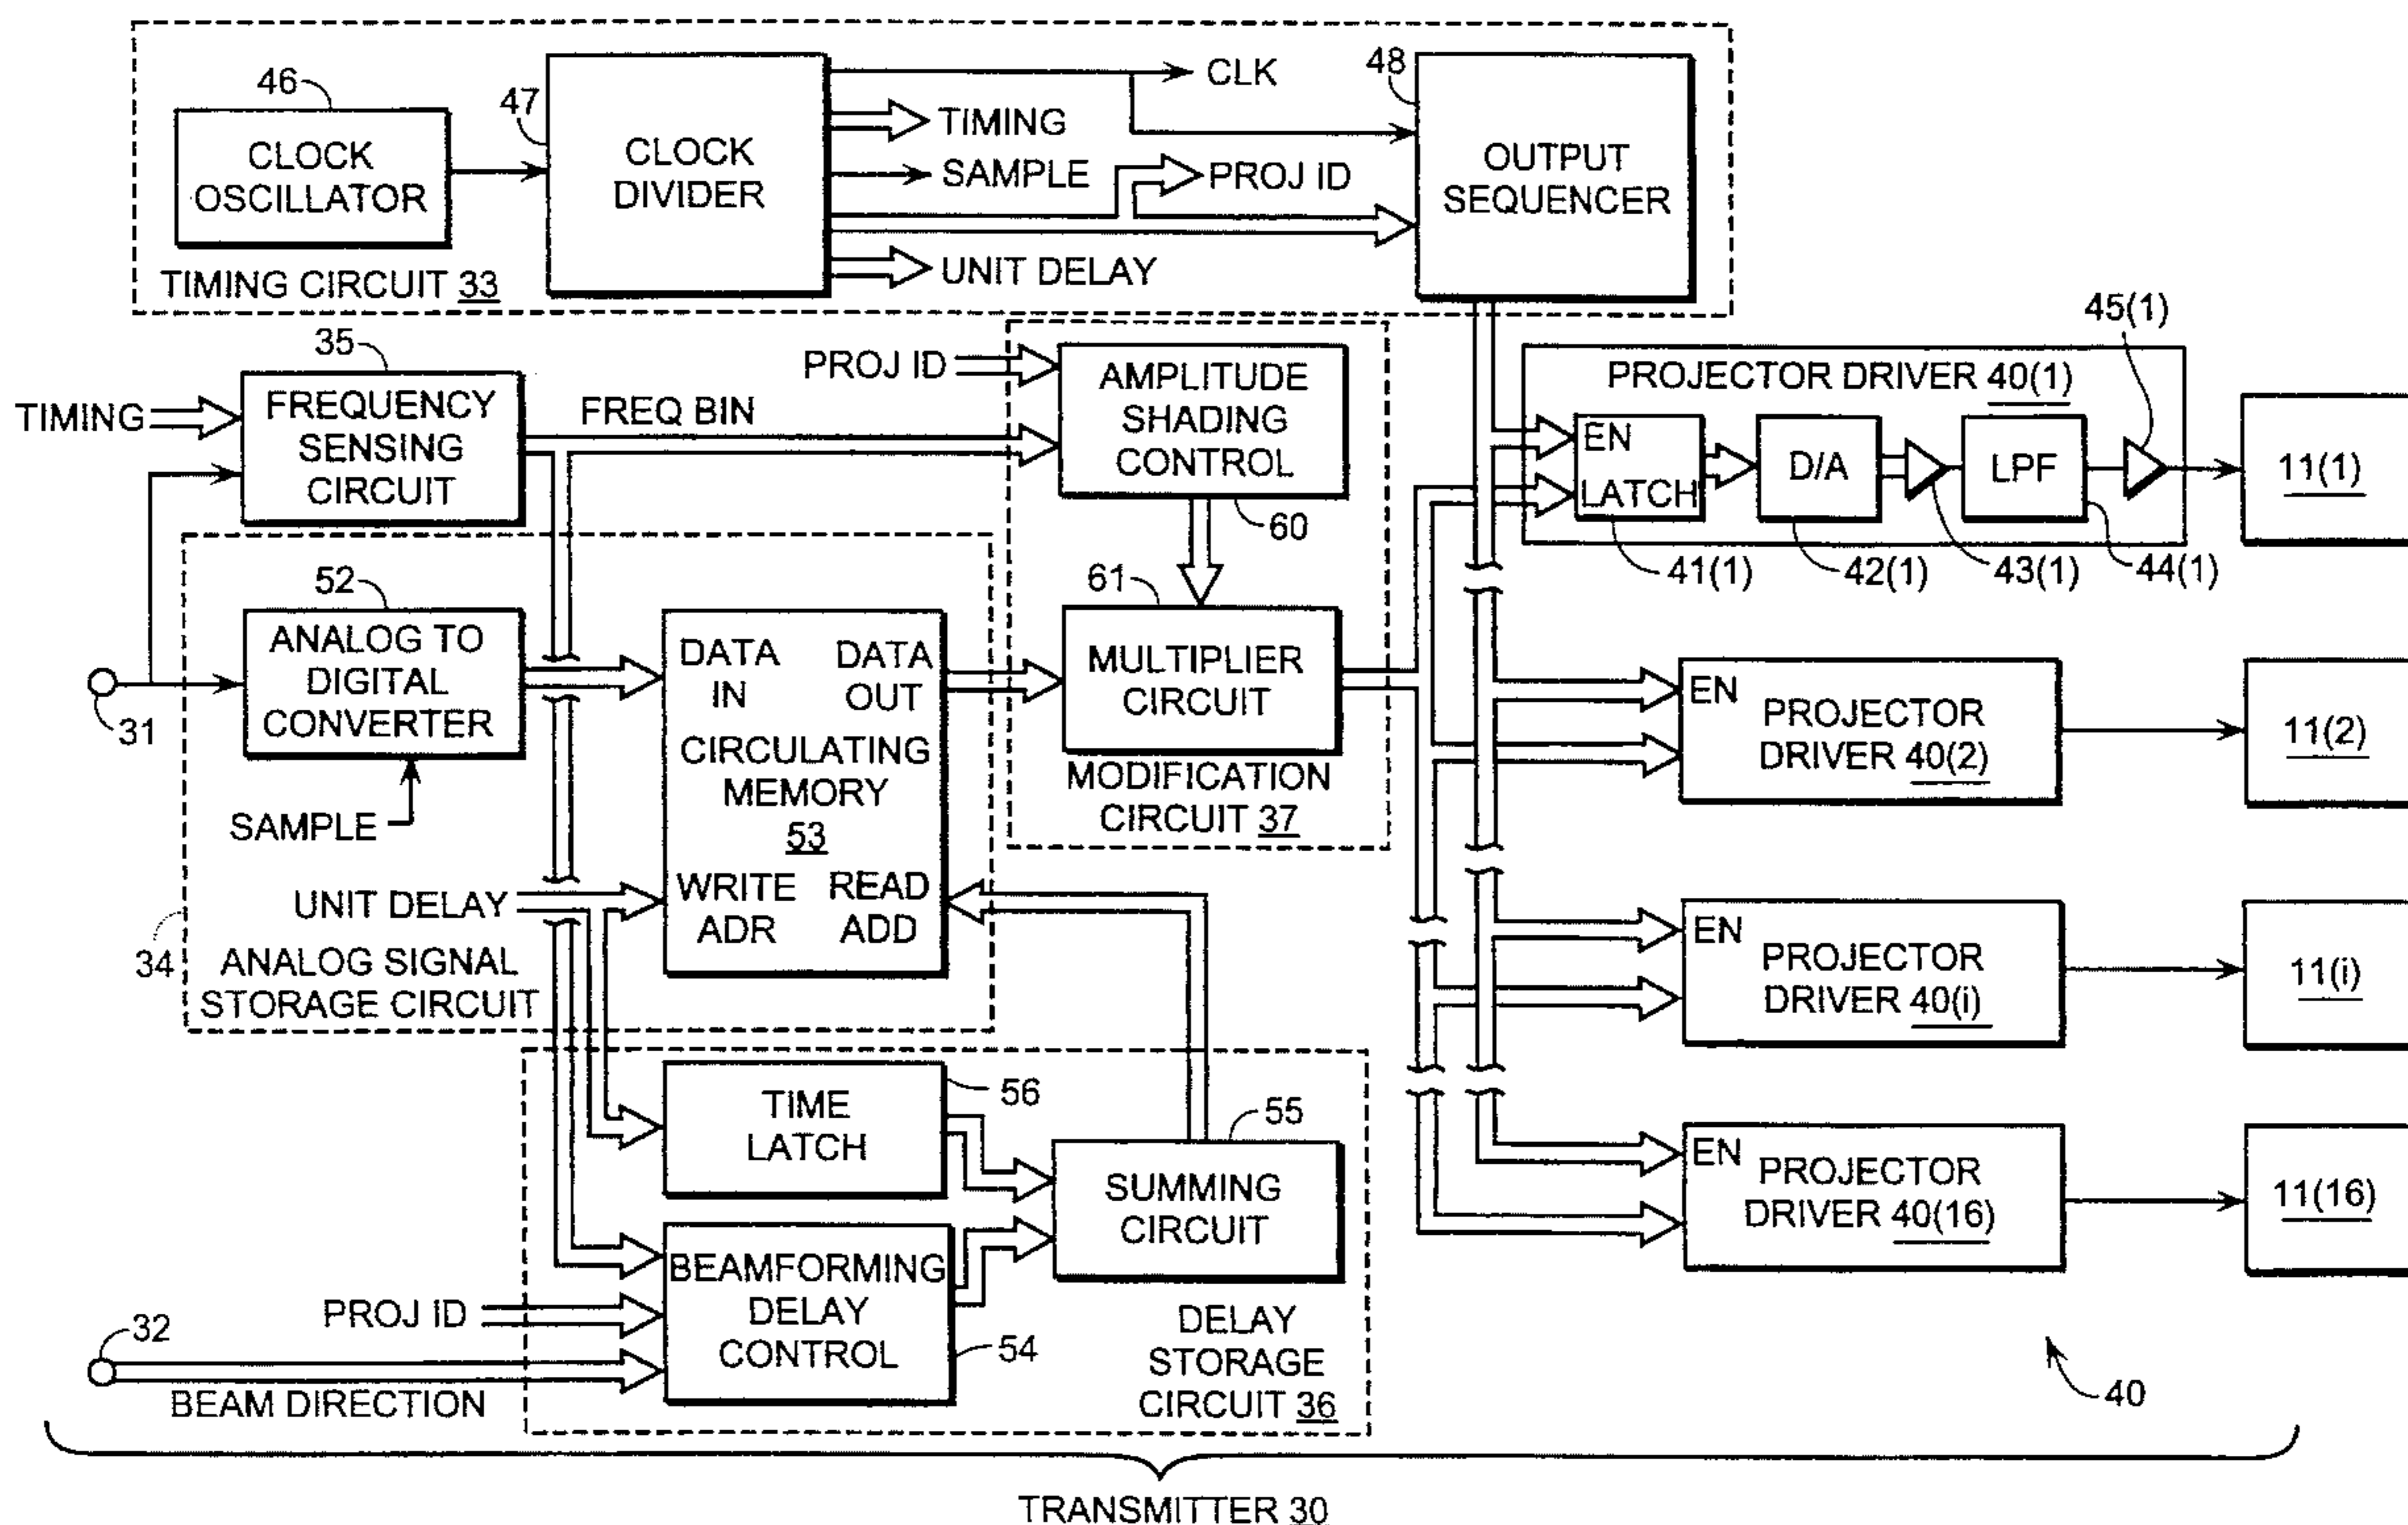 46
CLOCK
OSCILLATOR
47
CLOCK
DIVIDER
CLK
TIMING
SAMPLE
PROJ ID
UNIT DELAY
48
OUTPUT
SEQUENCER
TIMING CIRCUIT 33
35
TIMING
FREQUENCY
SENSING
CIRCUIT
FREQ BIN
PROJ ID
AMPLITUDE
SHADING
CONTROL
60
45(1)
PROJECTOR DRIVER 40(1)
EN
LATCH
D/A
LPF
11(1)
41(1)
42(1)
43(1)
44(1)
52
ANALOG TO
DIGITAL
CONVERTER
31
SAMPLE
DATA
IN
DATA
OUT
CIRCULATING
MEMORY
53
WRITE
ADR
READ
ADD
UNIT DELAY
34
ANALOG SIGNAL
STORAGE CIRCUIT
61
MULTIPLIER
CIRCUIT
MODIFICATION
CIRCUIT 37
EN
PROJECTOR
DRIVER 40(2)
11(2)
EN
PROJECTOR
DRIVER 40(i)
11(i)
EN
PROJECTOR
DRIVER 40(16)
11(16)
TIME
LATCH
56
55
SUMMING
CIRCUIT
BEAMFORMING
DELAY
CONTROL
54
PROJ ID
32
BEAM DIRECTION
DELAY
STORAGE
CIRCUIT 36
40
TRANSMITTER 30